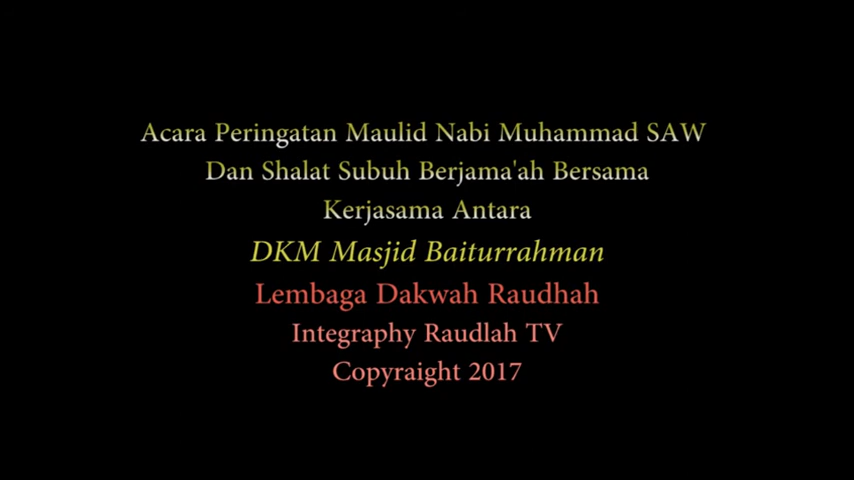 Acara Peringatan Maulid Nabi Muhammad SAW
Dan Shalat Subuh Berjama'ah Bersama
Kerjasama Antara
DKM Masjid Baiturrahman
Lembaga Dakwah Raudhah
Integraphy Raudlah TV
Copyraight 2017